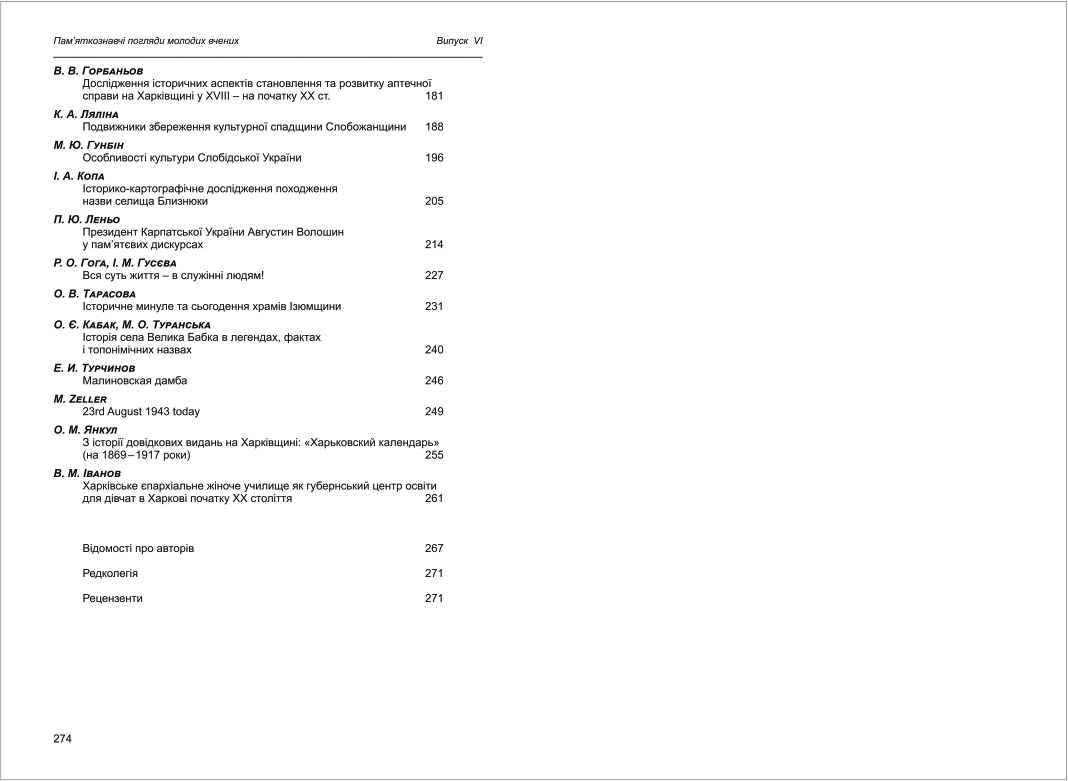 Пам’яткознавчі погляди молодих вчених Випуск VI
В. В. Горбаньов
Дослідження історичних аспектів становлення та розвитку аптечної
справи на Харківщині у XVIII – на початку XX ст. 181
К. А. Ляліна
Подвижники збереження культурної спадщини Слобожанщини 188
М. Ю. Гунбін
Особливості культури Слобідської України 196
І. А. Копа
Історико-картографічне дослідження походження
назви селища Близнюки 205
П. Ю. Леньо
Президент Карпатської України Августин Волошин
у пам’ятєвих дискурсах 214
Р. О. Гога, І. М. Гусєва
Вся суть життя – в служінні людям! 227
О. В. Тарасова
Історичне минуле та сьогодення храмів Ізюмщини 231
О. Є. Кабак, М. О. Туранська
Історія села Велика Бабка в легендах, фактах
і топонімічних назвах 240
Е. И. Турчинов
Малиновская дамба 246
M. Zeller
23rd August 1943 today 249
О. М. Янкул
З історії довідкових видань на Харківщині: «Харьковский календарь»
(на 1869 – 1917 роки) 255
В. М. Іванов
Харківське єпархіальне жіноче училище як губернський центр освіти
для дівчат в Харкові початку XX століття 261
Відомості про авторів 267
Редколегія 271
Рецензенти 271
274